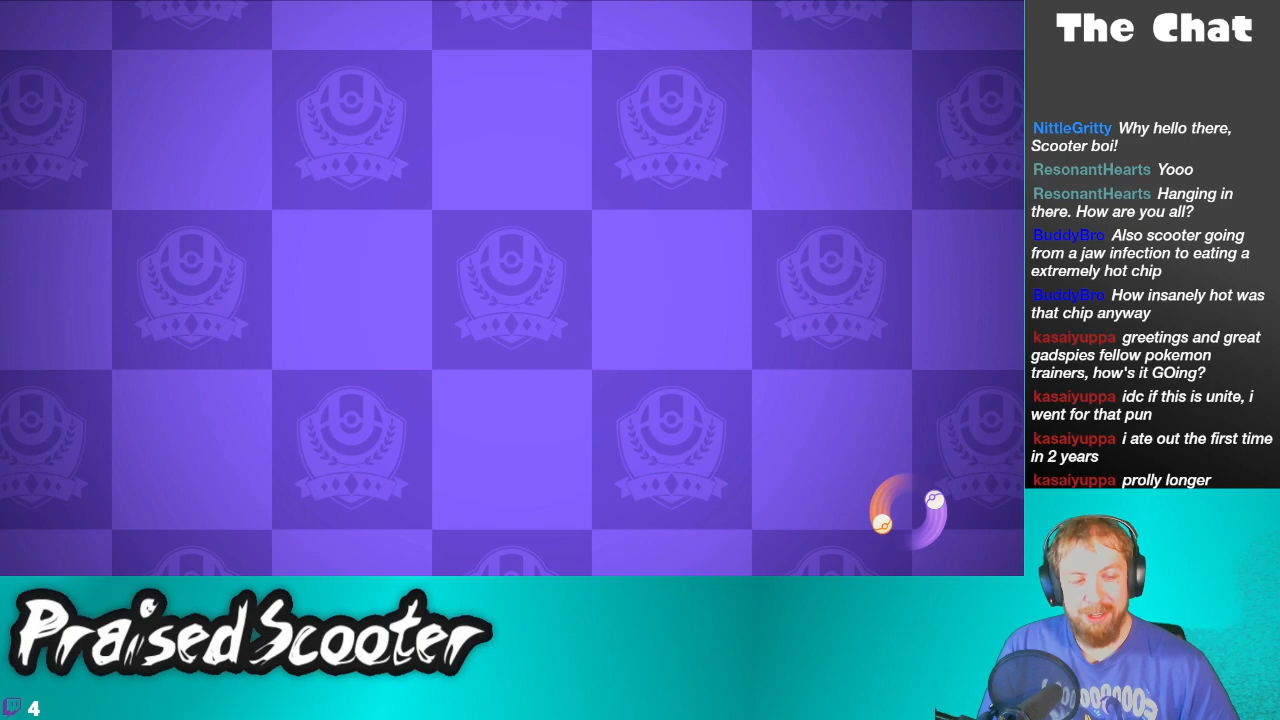 The Chat
NittleGritty Why hello there,
Scooter boi!
ResonantHearts Yooo
ResonantHearts Hanging in
there. How are you all?
BuddyBro Also scooter going
from a jaw infection to eating a
extremely hot chip
BuddyBro How insanely hot was
that chip anyway
kasaiyuppa greetings and great
gadspies fellow pokemon
trainers, how's it GOing?
kasaiyuppa idc if this is unite, i
went for that pun
kasaiyuppa i ate out the first time
in 2 years
kasaiyuppa prolly longer
PraisedScooter
4